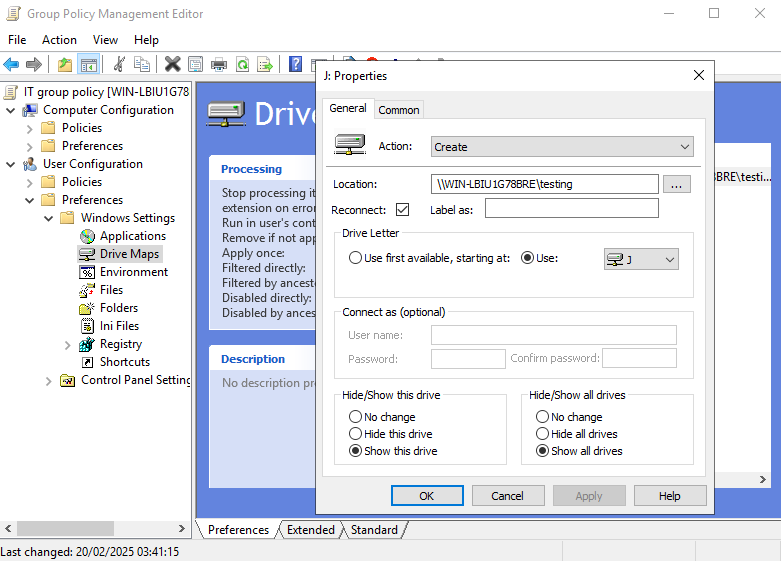 Group Policy Management Editor
File Action View Help
IT group policy [WIN-LBIU1G78
Computer Configuration
Policies
Preferences
User Configuration
Policies
Preferences
Windows Settings
Applications
Drive Maps
Environment
Files
Folders
Ini Files
Registry
Shortcuts
Control Panel Setting
Processing
Stop processing it
extension on error
Run in user's cont
Remove if not app
Apply once:
Filtered directly:
Filtered by ancest
Disabled directly:
Disabled by ances
Description
No description pr
8BRE\testi...
J: Properties
General Common
Action: Create
Location: \\WIN-LBIU1G78BRE\testing ...
Reconnect: Label as:
Drive Letter
Use first available, starting at: Use: J
Connect as (optional)
User name:
Password: Confirm password:
Hide/Show this drive
No change
Hide this drive
Show this drive
Hide/Show all drives
No change
Hide all drives
Show all drives
OK Cancel Apply Help
Preferences Extended Standard
Last changed: 20/02/2025 03:41:15